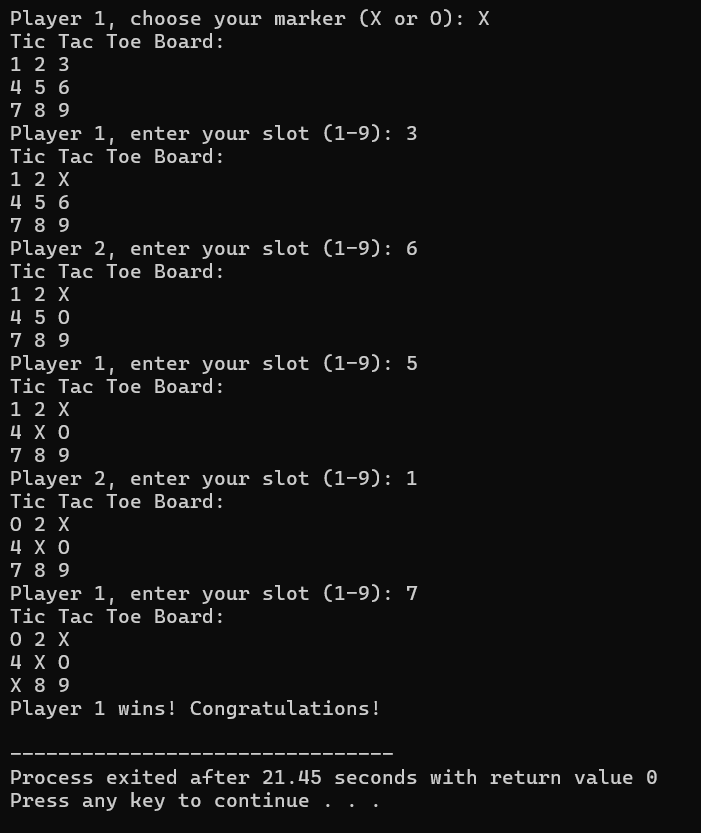 Player 1, choose your marker (X or O): X
Tic Tac Toe Board:
1 2 3
4 5 6
7 8 9
Player 1, enter your slot (1-9): 3
Tic Tac Toe Board:
1 2 X
4 5 6
7 8 9
Player 2, enter your slot (1-9): 6
Tic Tac Toe Board:
1 2 X
4 5 O
7 8 9
Player 1, enter your slot (1-9): 5
Tic Tac Toe Board:
1 2 X
4 X O
7 8 9
Player 2, enter your slot (1-9): 1
Tic Tac Toe Board:
O 2 X
4 X O
7 8 9
Player 1, enter your slot (1-9): 7
Tic Tac Toe Board:
O 2 X
4 X O
X 8 9
Player 1 wins! Congratulations!
--------------------------------
Process exited after 21.45 seconds with return value 0
Press any key to continue . . .